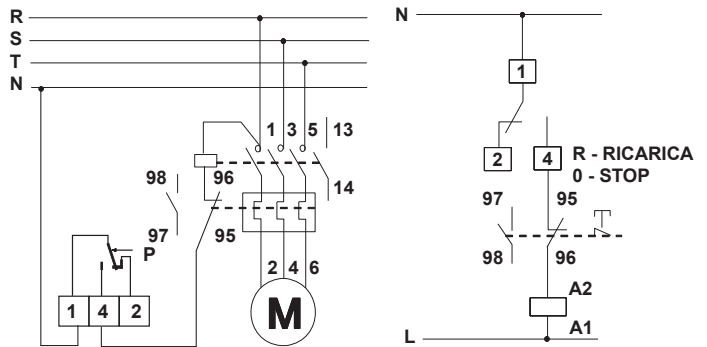 R
S
T
N
1 3 5 13
14
98 96
97 95
P
2 4 6
M
1 4 2
N
1
2 4
R - RICARICA
0 - STOP
97 95
98 96
A2
A1
L